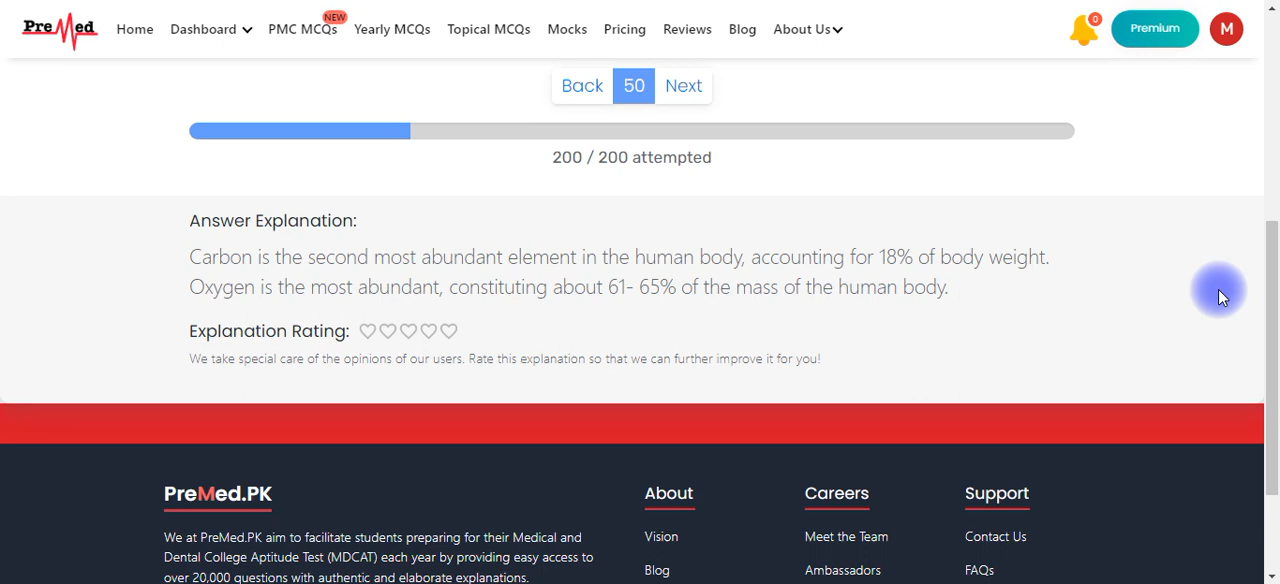 PreMed Home Dashboard PMC MCQs NEW Yearly MCQs Topical MCQs Mocks Pricing Reviews Blog About Us 0 Premium M
Back 50 Next
200 / 200 attempted
Answer Explanation:
Carbon is the second most abundant element in the human body, accounting for 18% of body weight.
Oxygen is the most abundant, constituting about 61- 65% of the mass of the human body.
Explanation Rating:
We take special care of the opinions of our users. Rate this explanation so that we can further improve it for you!
PreMed.PK About Careers Support
We at PreMed.PK aim to facilitate students preparing for their Medical and Vision Meet the Team Contact Us
Dental College Aptitude Test (MDCAT) each year by providing easy access to
Blog Ambassadors FAQs
over 20,000 questions with authentic and elaborate explanations.